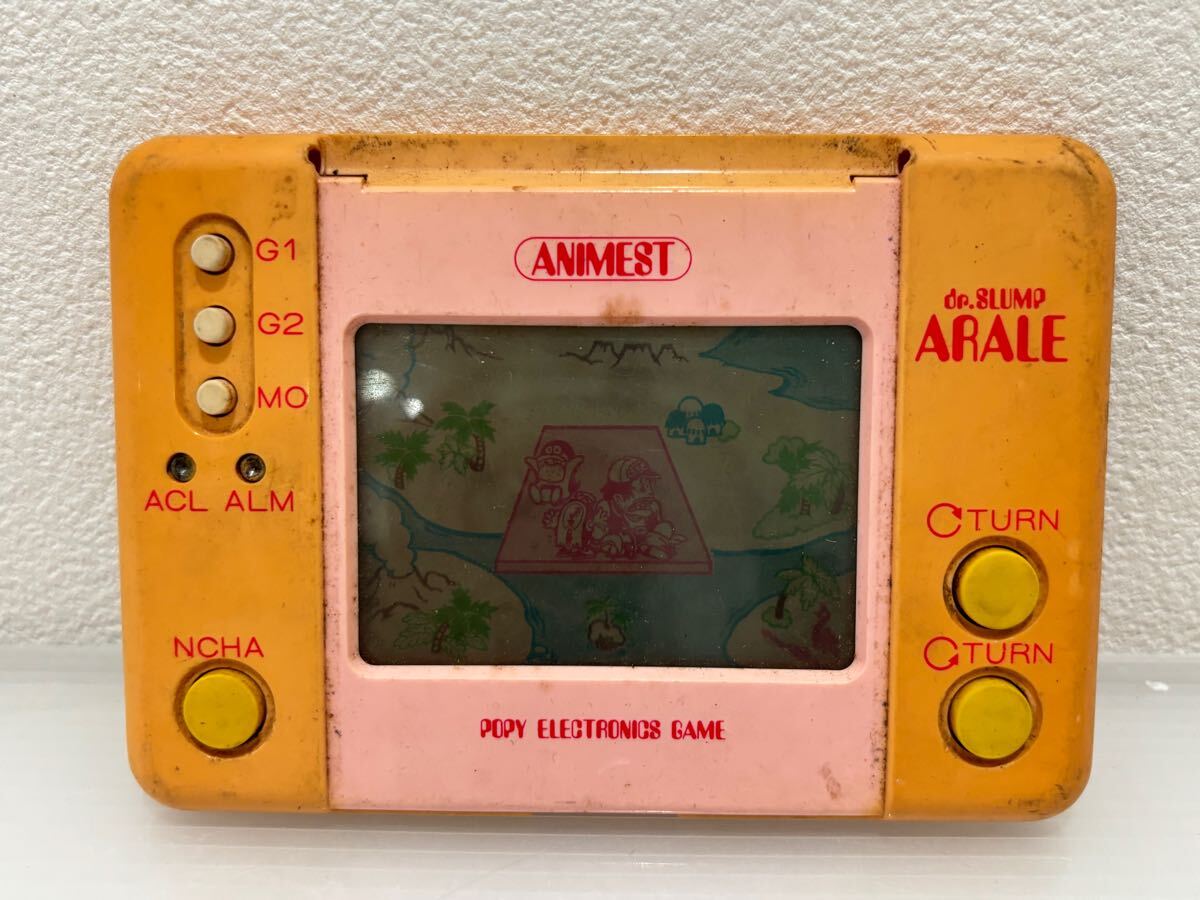 G1
G2
MO
ACL ALM
NCHA
ANIMEST
POPY ELECTRONICS GAME
dr.SLUMP
ARALE
TURN
TURN